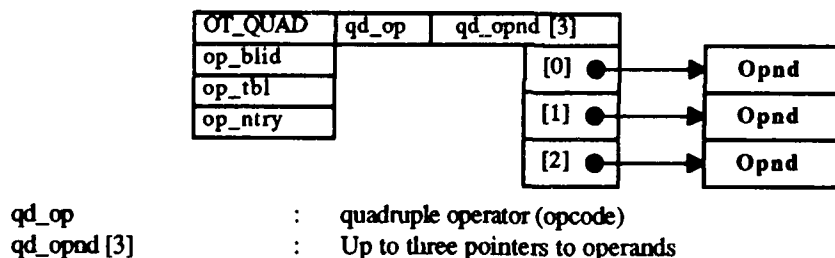 OT_QUAD qd_op qd_opnd [3]
op_blid [0] Opnd
op_tbl [1] Opnd
op_ntry
[2] Opnd
qd_op : quadruple operator (opcode)
qd_opnd [3] : Up to three pointers to operands